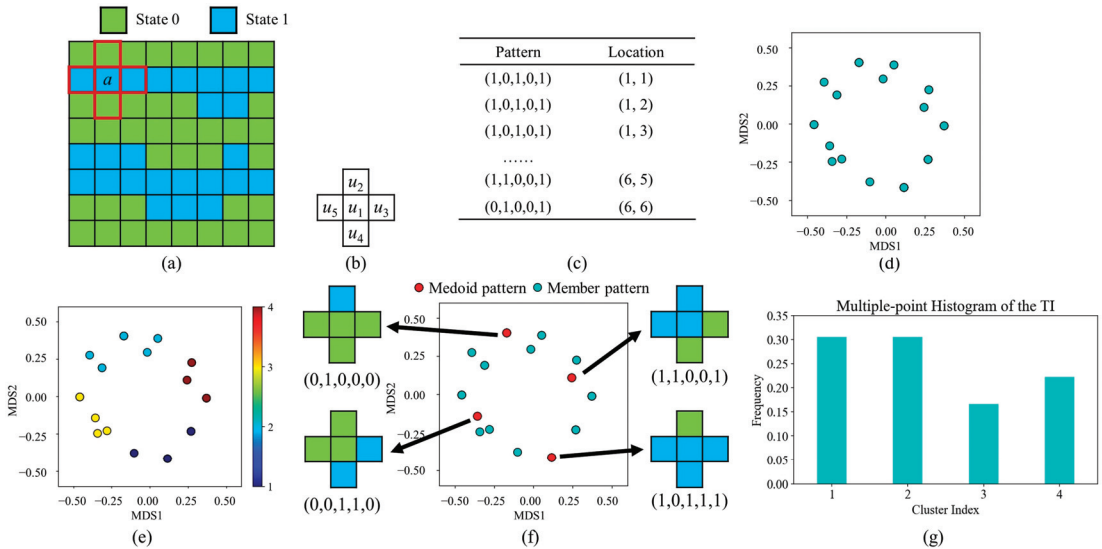 State 0 State 1
a
(a)
u2
u5 u1 u3
u4
(b)
Pattern Location
(1,0,1,0,1) (1, 1)
(1,0,1,0,1) (1, 2)
(1,0,1,0,1) (1, 3)
……
(1,1,0,0,1) (6, 5)
(0,1,0,0,1) (6, 6)
(c)
MDS2
0.50
0.25
0.00
−0.25
−0.50
−0.50 −0.25 0.00 0.25 0.50
MDS1
(d)
MDS2
0.50
0.25
0.00
−0.25
−0.50
−0.50 −0.25 0.00 0.25 0.50
MDS1
4
3
2
1
(e)
Medoid pattern Member pattern
(0,1,0,0,0)
(0,0,1,1,0)
MDS2
0.50
0.25
0.00
−0.25
−0.50
−0.50 −0.25 0.00 0.25 0.50
MDS1
(1,1,0,0,1)
(1,0,1,1,1)
(f)
Multiple-point Histogram of the TI
Frequency
0.35
0.30
0.25
0.20
0.15
0.10
0.05
0.00
1 2 3 4
Cluster Index
(g)